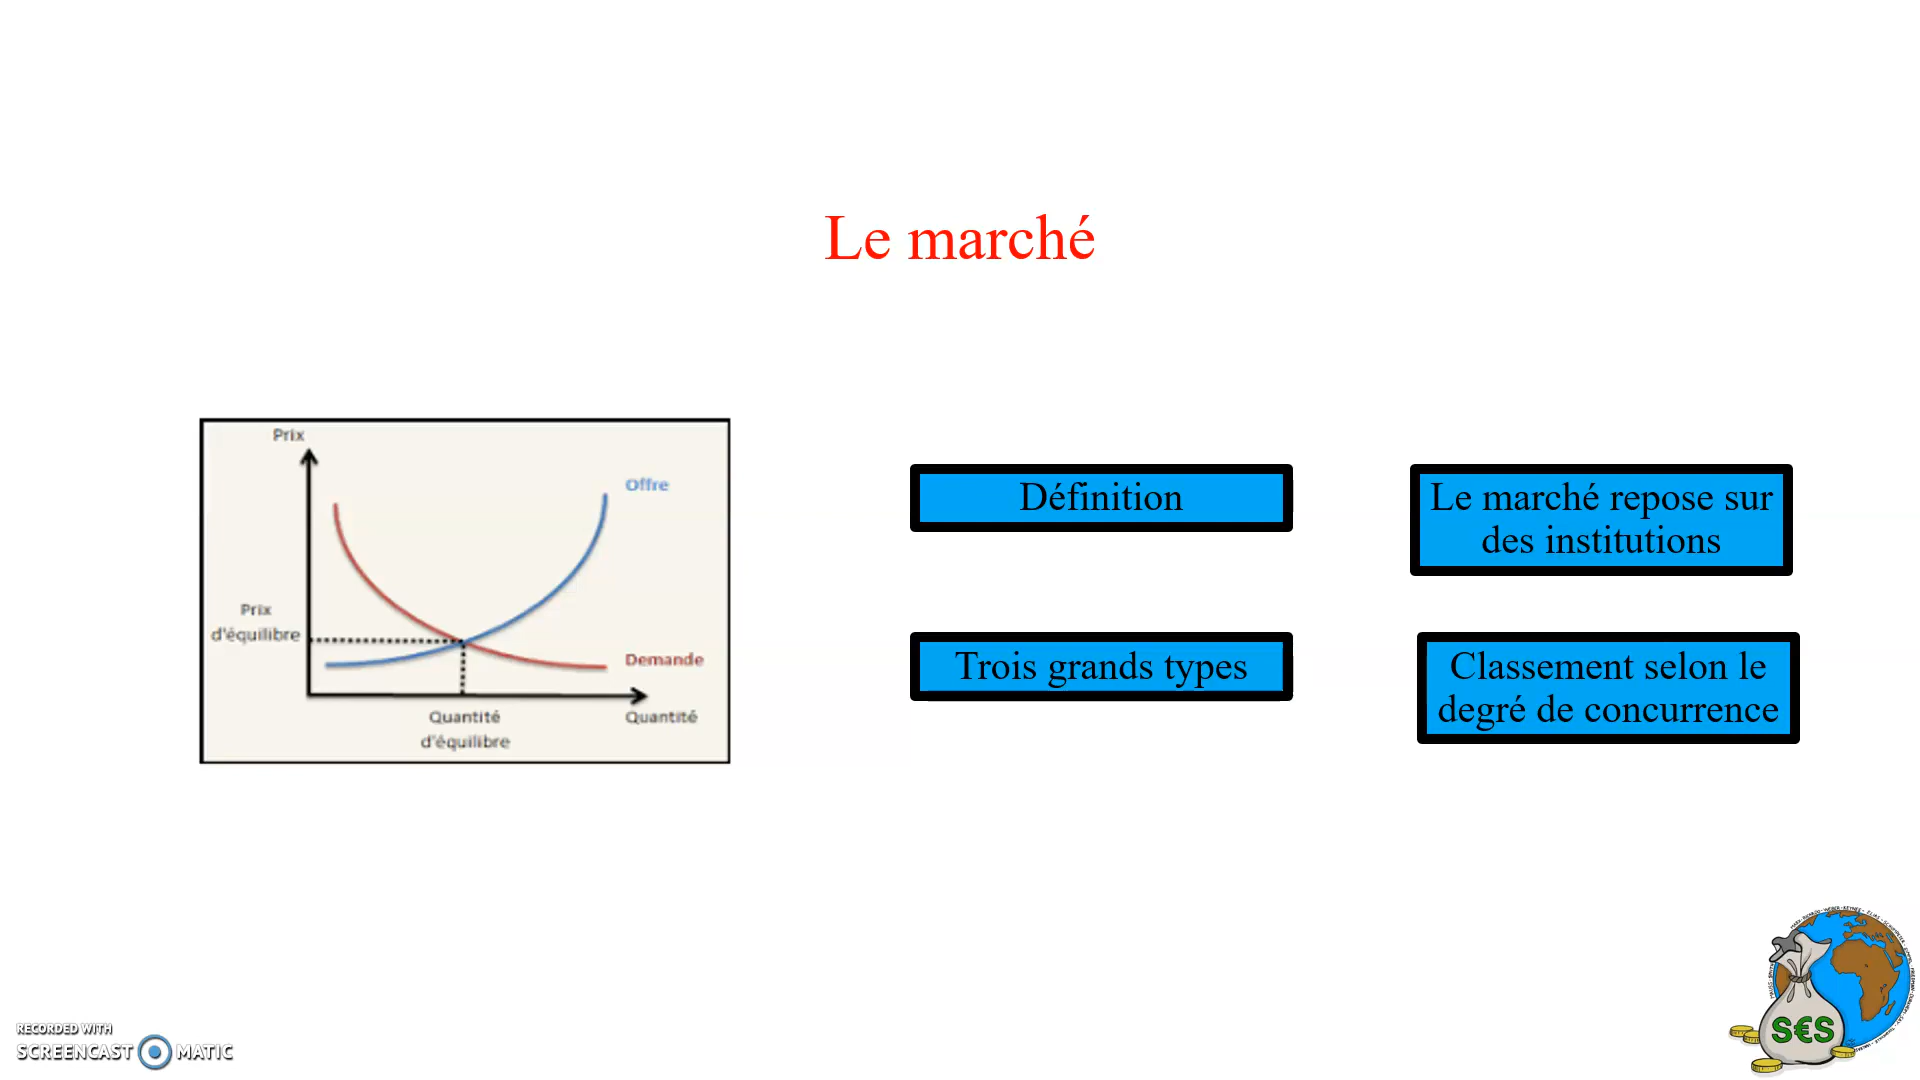 Le marché
Prix
Offre
Prix
d'équilibre
Demande
Quantité
d'équilibre
Quantité
Définition
Le marché repose sur
des institutions
Trois grands types
Classement selon le
degré de concurrence
RECORDED WITH
SCREENCAST MATIC
S€S